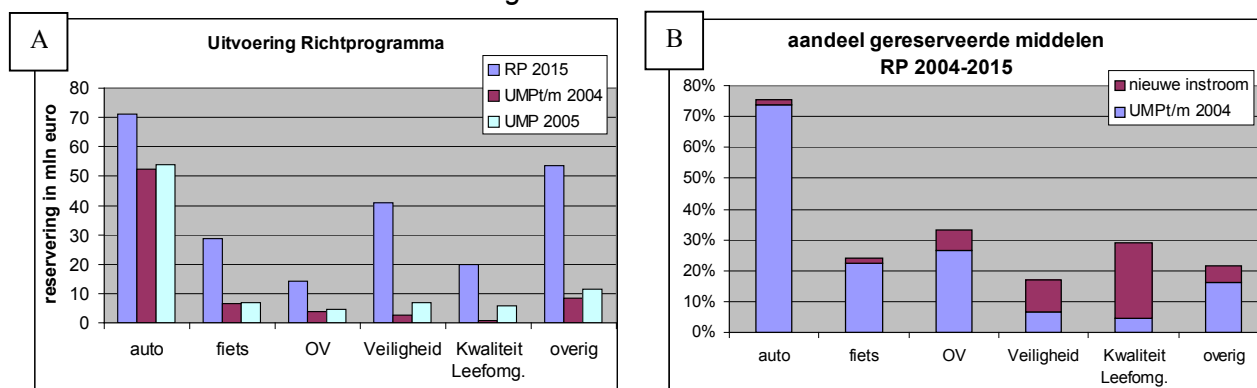 A
Uitvoering Richtprogramma
RP 2015
UMPt/m 2004
UMP 2005
reservering in mln euro
80
70
60
50
40
30
20
10
0
auto
fiets
OV
Veiligheid
Kwaliteit
Leefomg.
overig
B
aandeel gereserveerde middelen
RP 2004-2015
nieuwe instroom
UMPt/m 2004
80%
70%
60%
50%
40%
30%
20%
10%
0%
auto
fiets
OV
Veiligheid
Kwaliteit
Leefomg.
overig